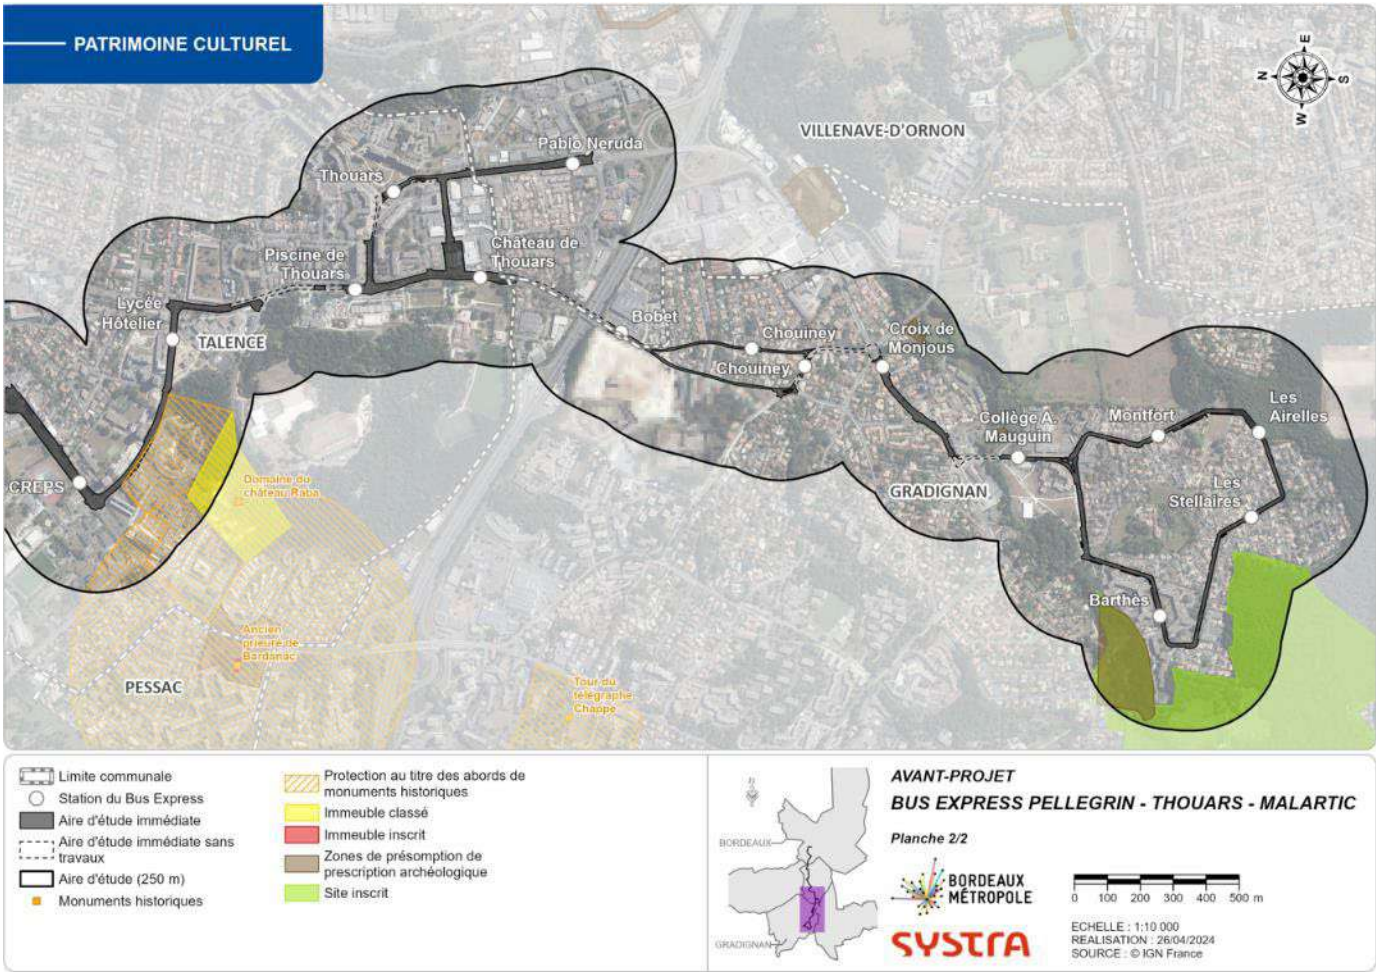 PATRIMOINE CULTUREL
E
N
S
W
VILLENAVE-D'ORNON
Pablo Neruda
Thouars
Château de
Thouars
Piscine de
Thouars
Lycée
Hôtelier
TALENCE
Bobet
Chouiney
Chouiney
Croix de
Monjous
Collège A.
Mauguin
Montfort
Les
Airelles
Les
Stellaires
CREPS
GRADIGNAN
Domaine du
château Raba
Barthès
Ancien
prieuré de
Bardanac
PESSAC
Tour du
télégraphe
Chappe
Limite communale
Station du Bus Express
Aire d'étude immédiate
Aire d'étude immédiate sans
travaux
Aire d'étude (250 m)
Monuments historiques
Protection au titre des abords de
monuments historiques
Immeuble classé
Immeuble inscrit
Zones de présomption de
prescription archéologique
Site inscrit
BORDEAUX
GRADIGNAN
AVANT-PROJET
BUS EXPRESS PELLEGRIN - THOUARS - MALARTIC
Planche 2/2
BORDEAUX
MÉTROPOLE
SYSTRA
0 100 200 300 400 500 m
ECHELLE : 1:10 000
REALISATION : 26/04/2024
SOURCE : © IGN France